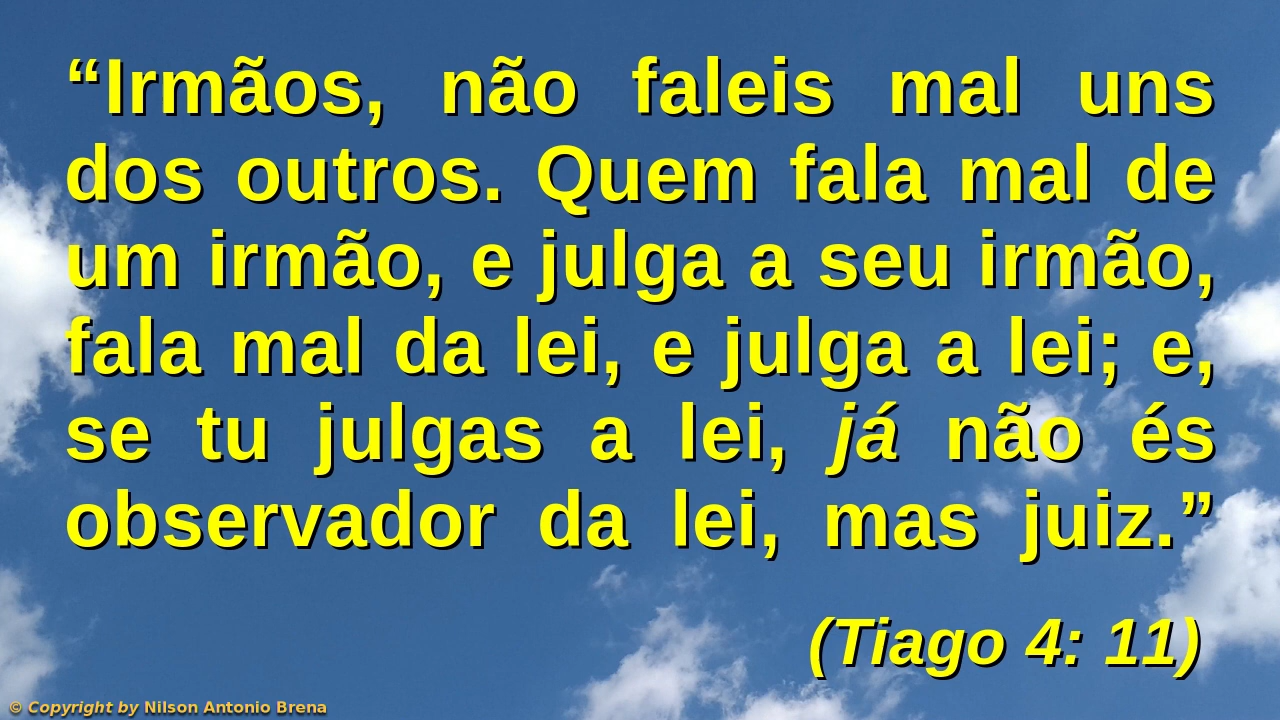 “Irmãos, não faleis mal uns
dos outros. Quem fala mal de
um irmão, e julga a seu irmão,
fala mal da lei, e julga a lei; e,
se tu julgas a lei, já não és
observador da lei, mas juiz.”
(Tiago 4: 11)
© Copyright by Nilson Antonio Brena